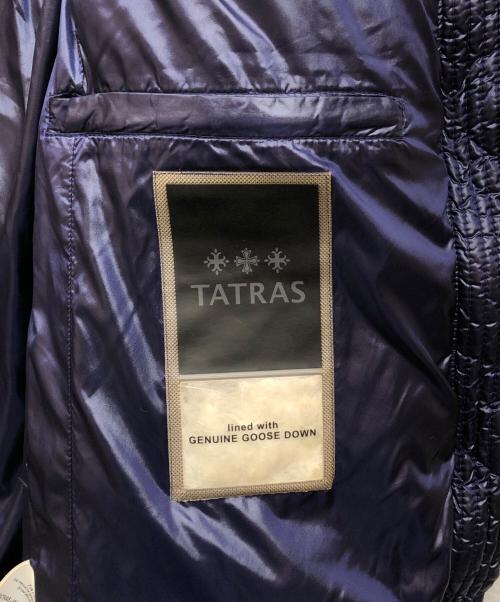 TATRAS
lined with
GENUINE GOOSE DOWN